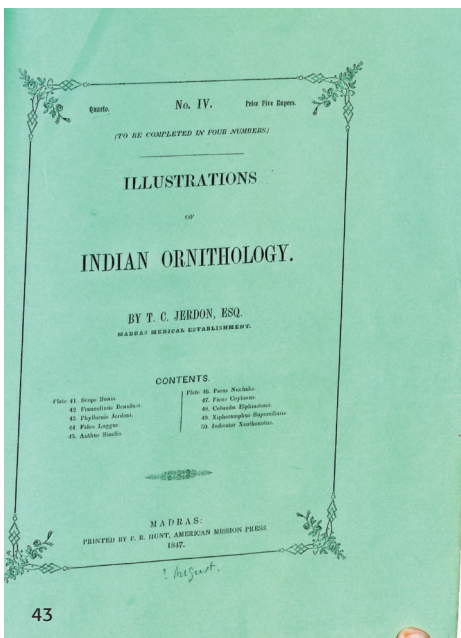 Quarto.
No. IV.
Price Five Rupees.
(TO BE COMPLETED IN FOUR NUMBERS.)
ILLUSTRATIONS
OF
INDIAN ORNITHOLOGY.
BY T. C. JERDON, ESQ.
MADRAS MEDICAL ESTABLISHMENT.
CONTENTS.
Plate 41. Scops Sunia.
42. Francolinus
43. Phyllornis Jerdoni.
44. Falco Luggur.
45. Anthus Similis.
Plate 46. Parus Nuchalis.
47. Picus Ceylonus.
48. Columba Elphinstonii.
49. Xiphoramphus Superciliaris
50. Indicator Xanthonotus.
MADRAS:
PRINTED BY P. R. HUNT, AMERICAN MISSION PRESS.
1847.
? August.
43